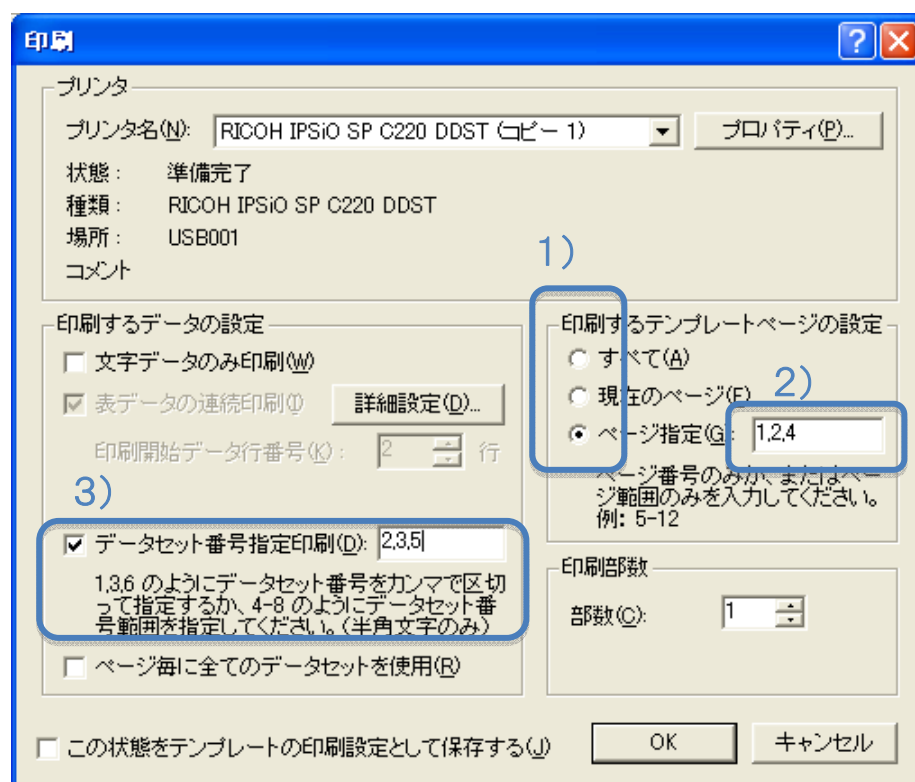 印刷
プリンタ
プリンタ名(N): RICOH IPSiO SP C220 DDST (コピー 1) プロパティ(P)...
状態: 準備完了
種類: RICOH IPSiO SP C220 DDST
場所: USB001
コメント
1)
印刷するデータの設定
文字データのみ印刷(W)
表データの連続印刷(I) 詳細設定(D)...
印刷開始データ行番号(K): 2 行
3)
データセット番号指定印刷(D): 2,3,5
1,3,6 のようにデータセット番号をカンマで区切
って指定するか、4-8 のようにデータセット番
号範囲を指定してください。(半角文字のみ)
ページ毎に全てのデータセットを使用(R)
印刷するテンプレートページの設定
すべて(A)
現在のページ(E)
2)
ページ指定(G): 1,2,4
ページ番号のみか、またはペー
ジ範囲のみを入力してください。
例: 5-12
印刷部数
部数(C): 1
この状態をテンプレートの印刷設定として保存する(J)
OK
キャンセル